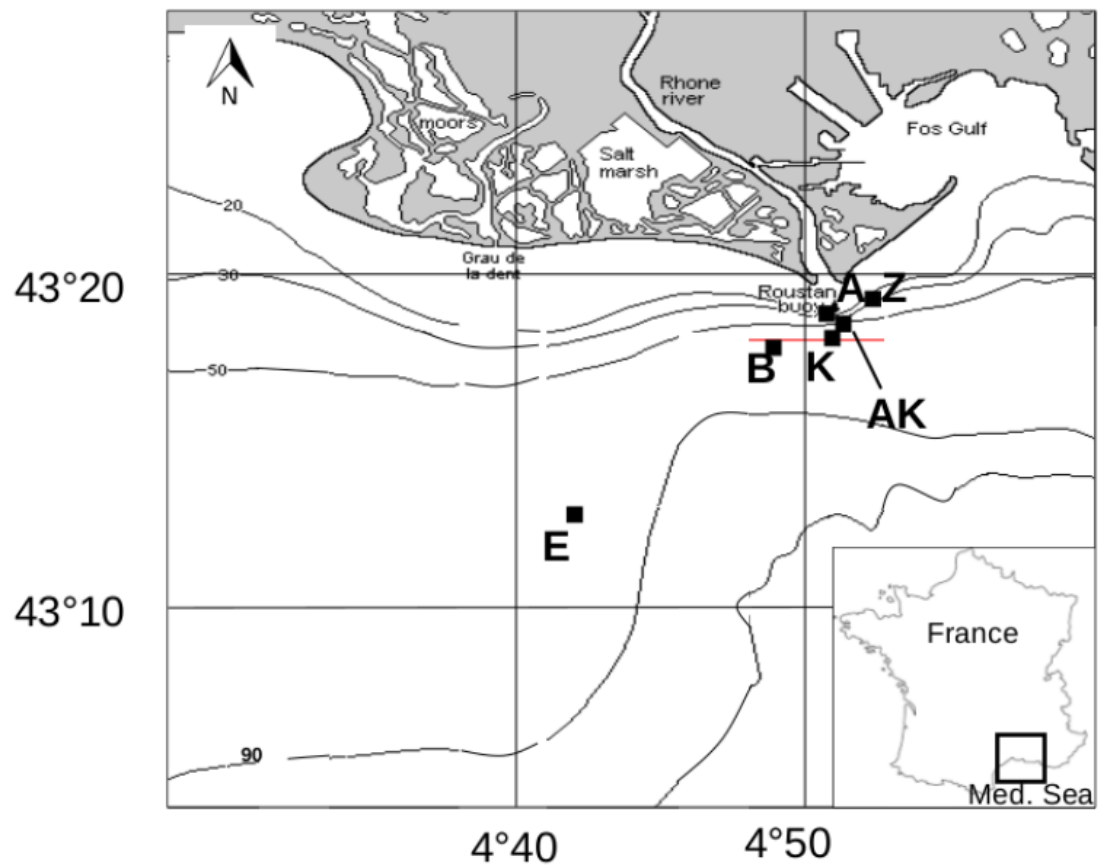 N
moors
Rhone
river
Fos Gulf
Salt
marsh
20
Grau de
la dent
30
43°20
Roustan
buoy
A
Z
50
B
K
AK
E
43°10
France
90
Med. Sea
4°40
4°50